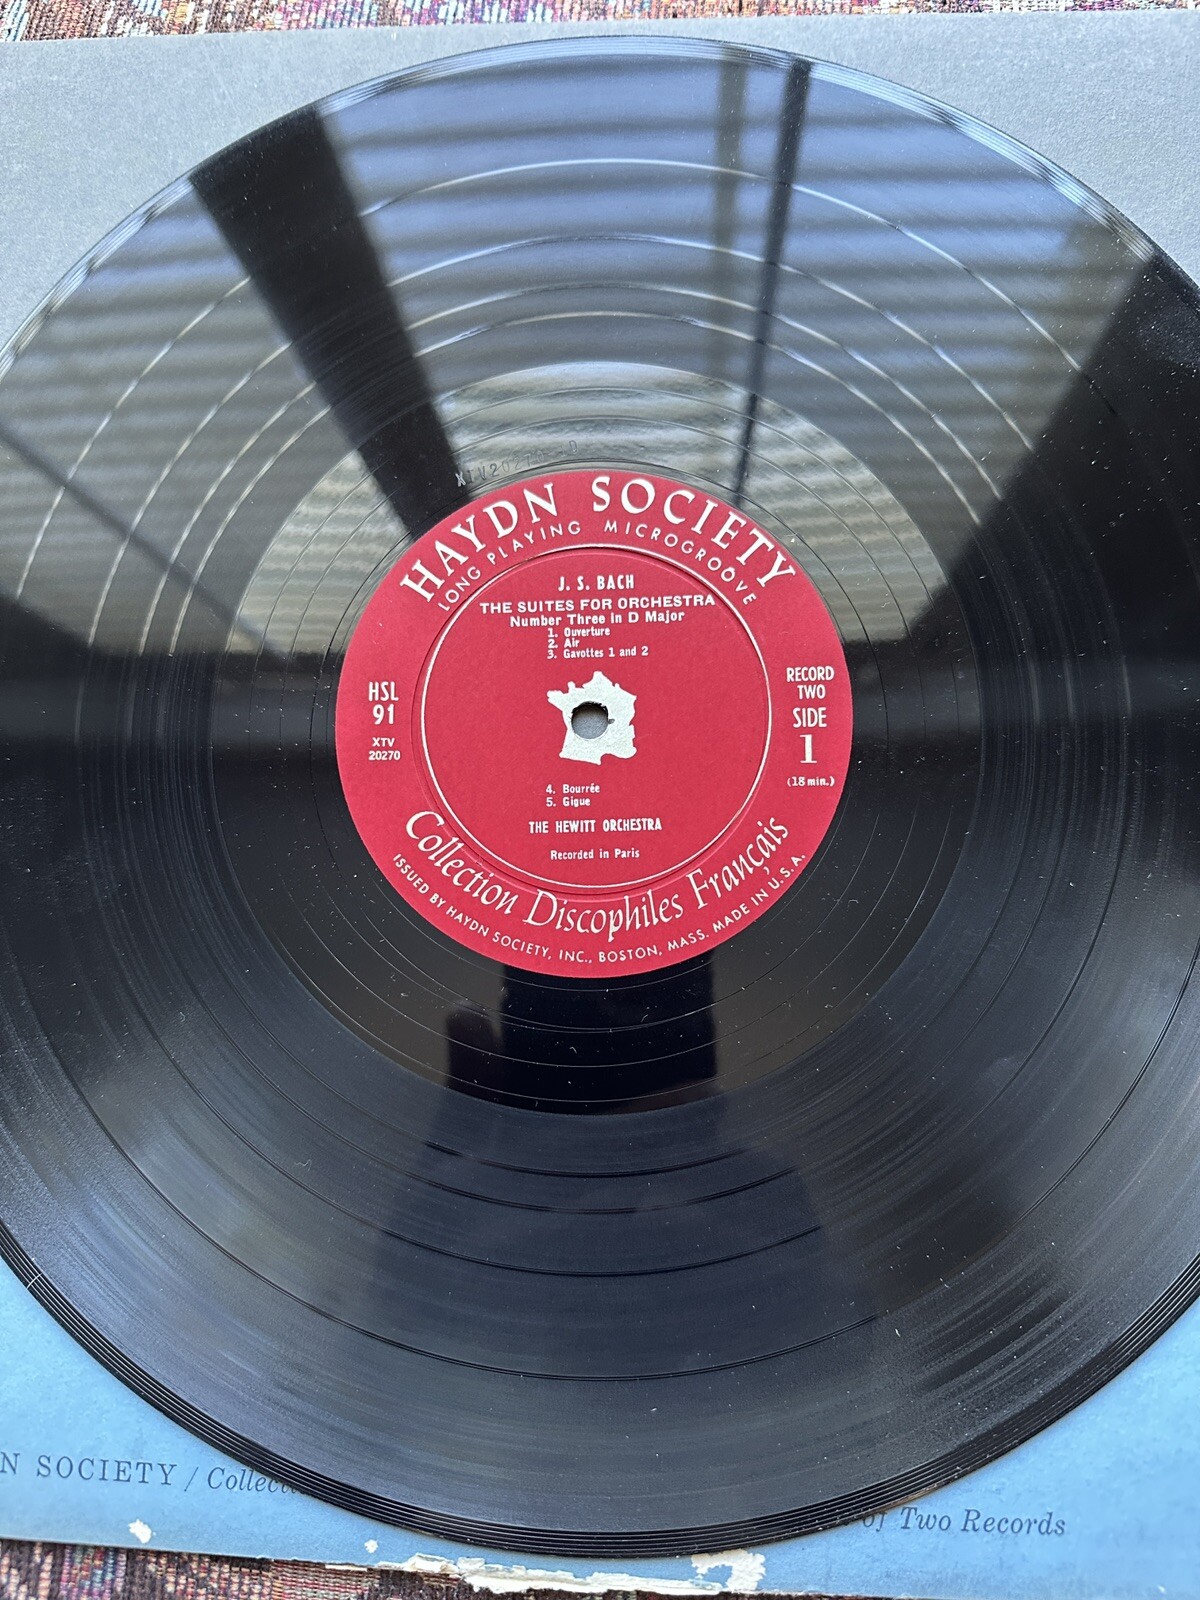 HAYDN SOCIETY
LONG PLAYING MICROGROOVE
J. S. BACH
THE SUITES FOR ORCHESTRA
Number Three in D Major
1. Ouverture
2. Air
3. Gavottes 1 and 2
HSL
91
XTV
20270
RECORD
TWO
SIDE
1
(18 min.)
4. Bourrée
5. Gigue
THE HEWITT ORCHESTRA
Recorded in Paris
Collection Discophiles Français
ISSUED BY HAYDN SOCIETY, INC., BOSTON, MASS. MADE IN U.S.A.
N SOCIETY / Collec
of Two Records